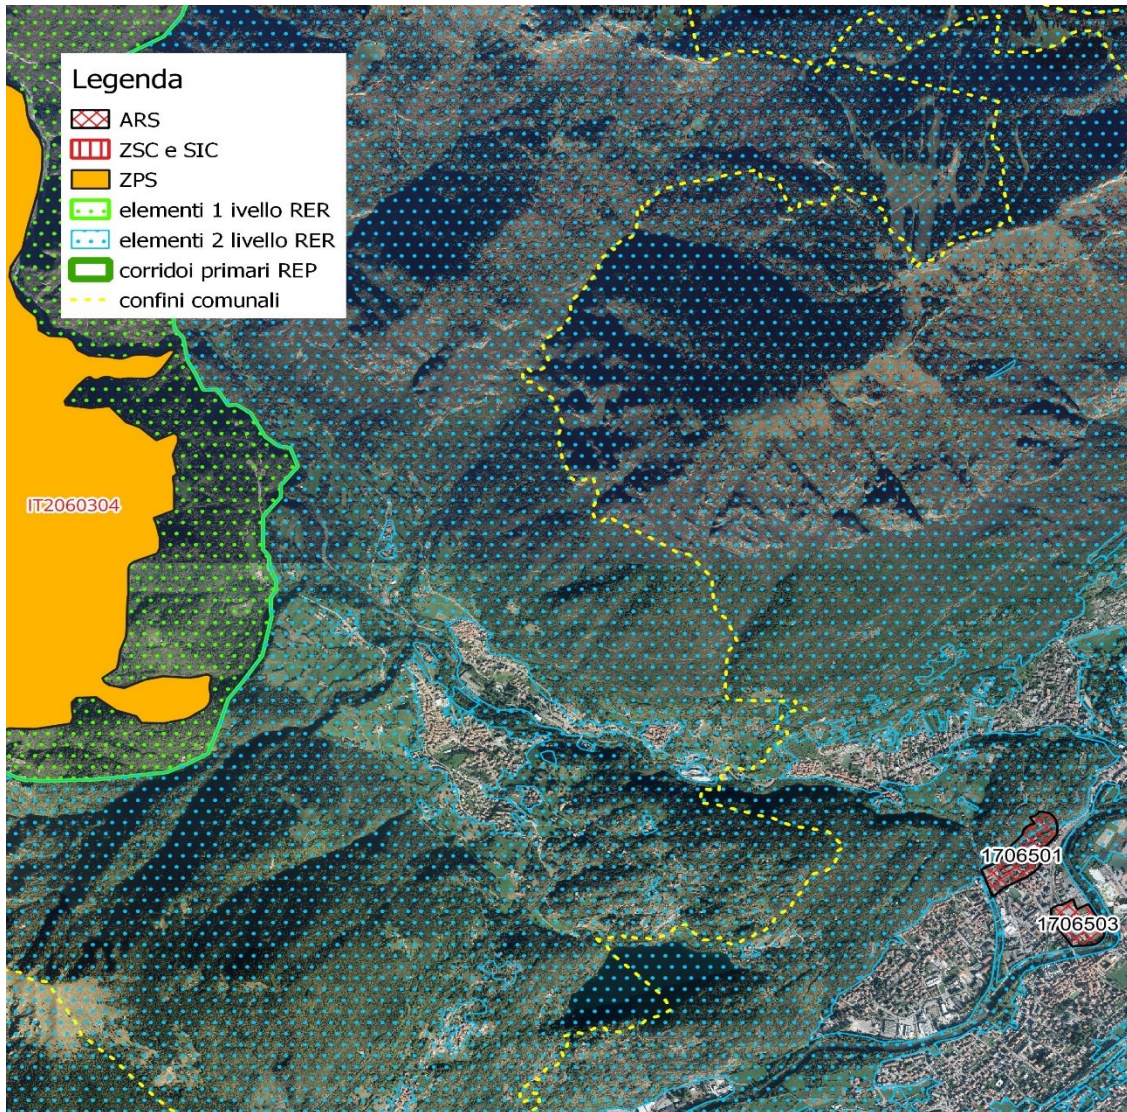 Legenda
ARS
ZSC e SIC
ZPS
elementi 1 ivello RER
elementi 2 livello RER
corridoi primari REP
confini comunali
IT2060304
1706501
1706503